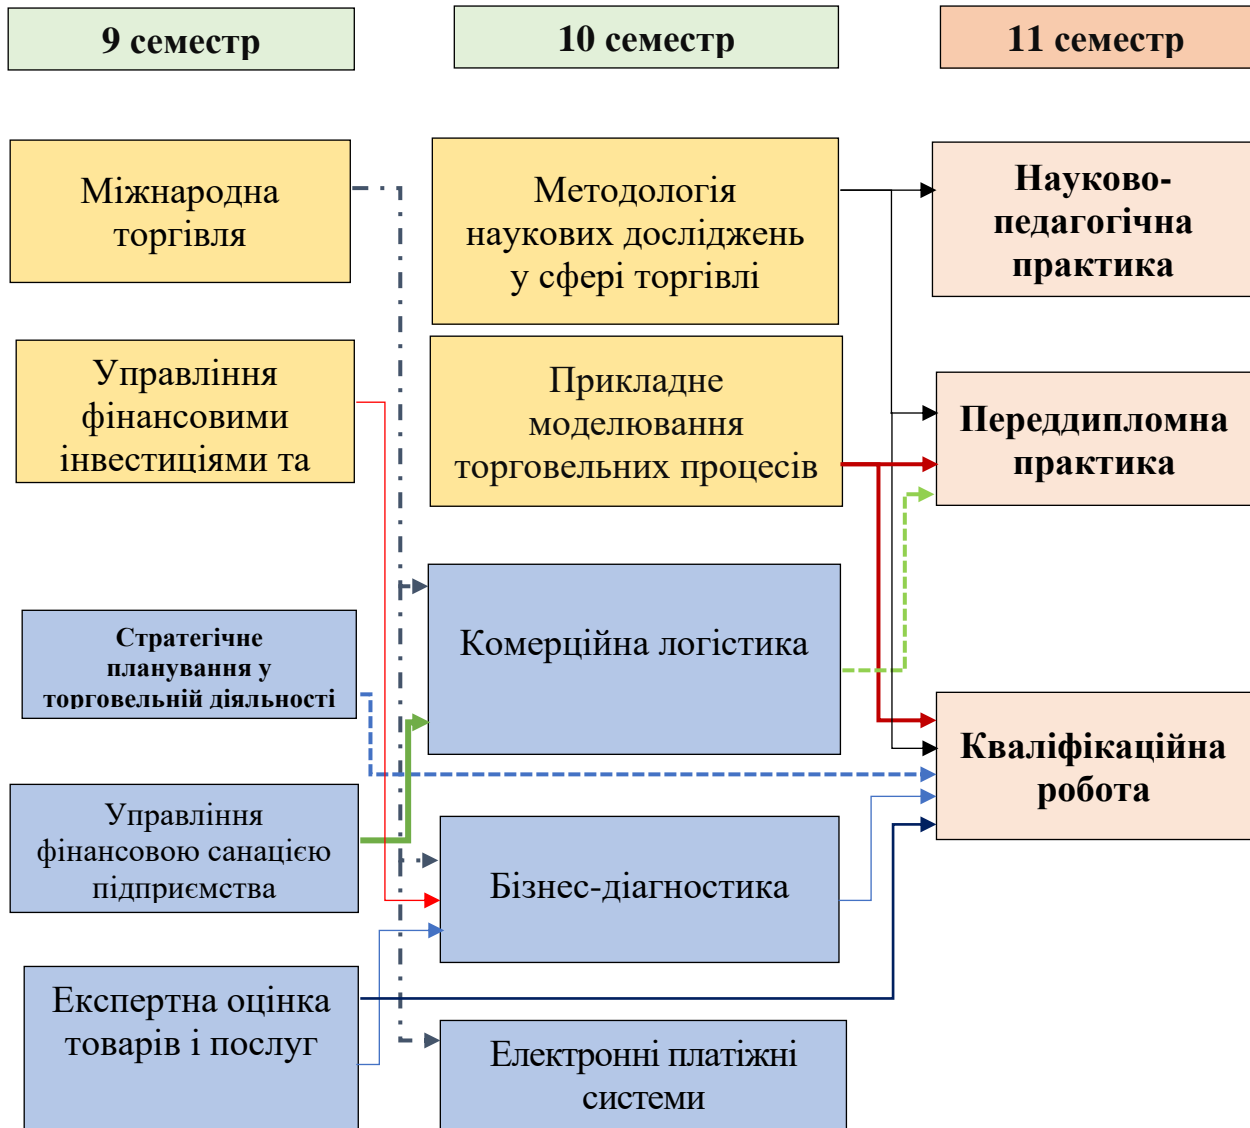 9 семестр
10 семестр
11 семестр
Міжнародна
торгівля
Методологія
наукових досліджень
у сфері торгівлі
Науково-
педагогічна
практика
Управління
фінансовими
інвестиціями та
Прикладне
моделювання
торговельних процесів
Переддипломна
практика
Стратегічне
планування у
торговельній діяльності
Комерційна логістика
Кваліфікаційна
робота
Управління
фінансовою санацією
підприємства
Бізнес-діагностика
Експертна оцінка
товарів і послуг
Електронні платіжні
системи